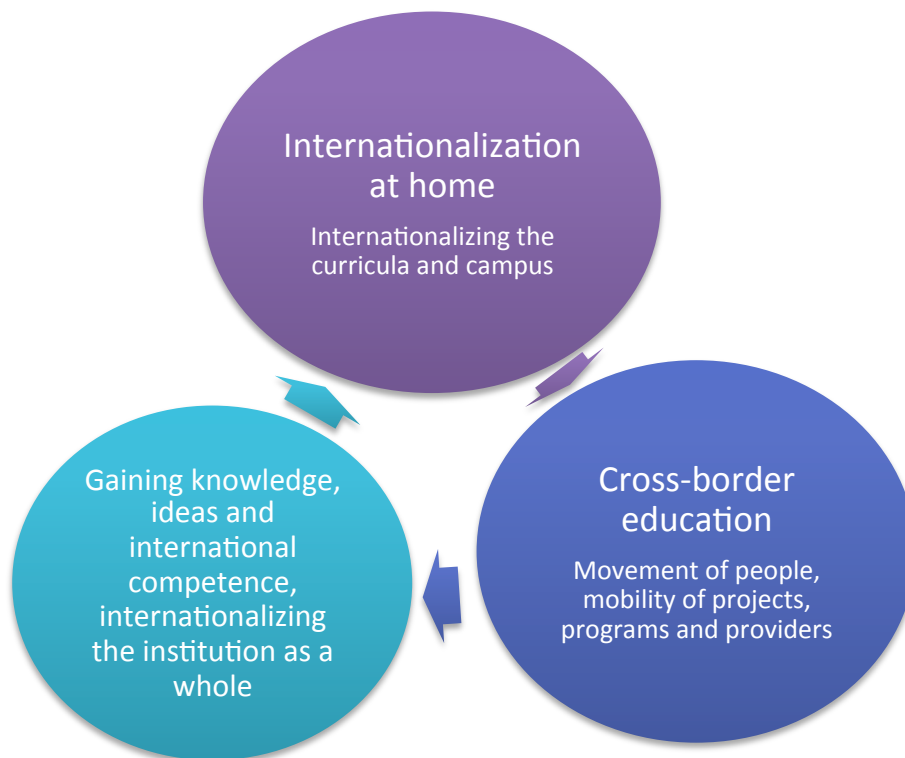 Internationalization
at home
Internationalizing the
curricula and campus
Cross-border
education
Movement of people,
mobility of projects,
programs and providers
Gaining knowledge,
ideas and
international
competence,
internationalizing
the institution as a
whole